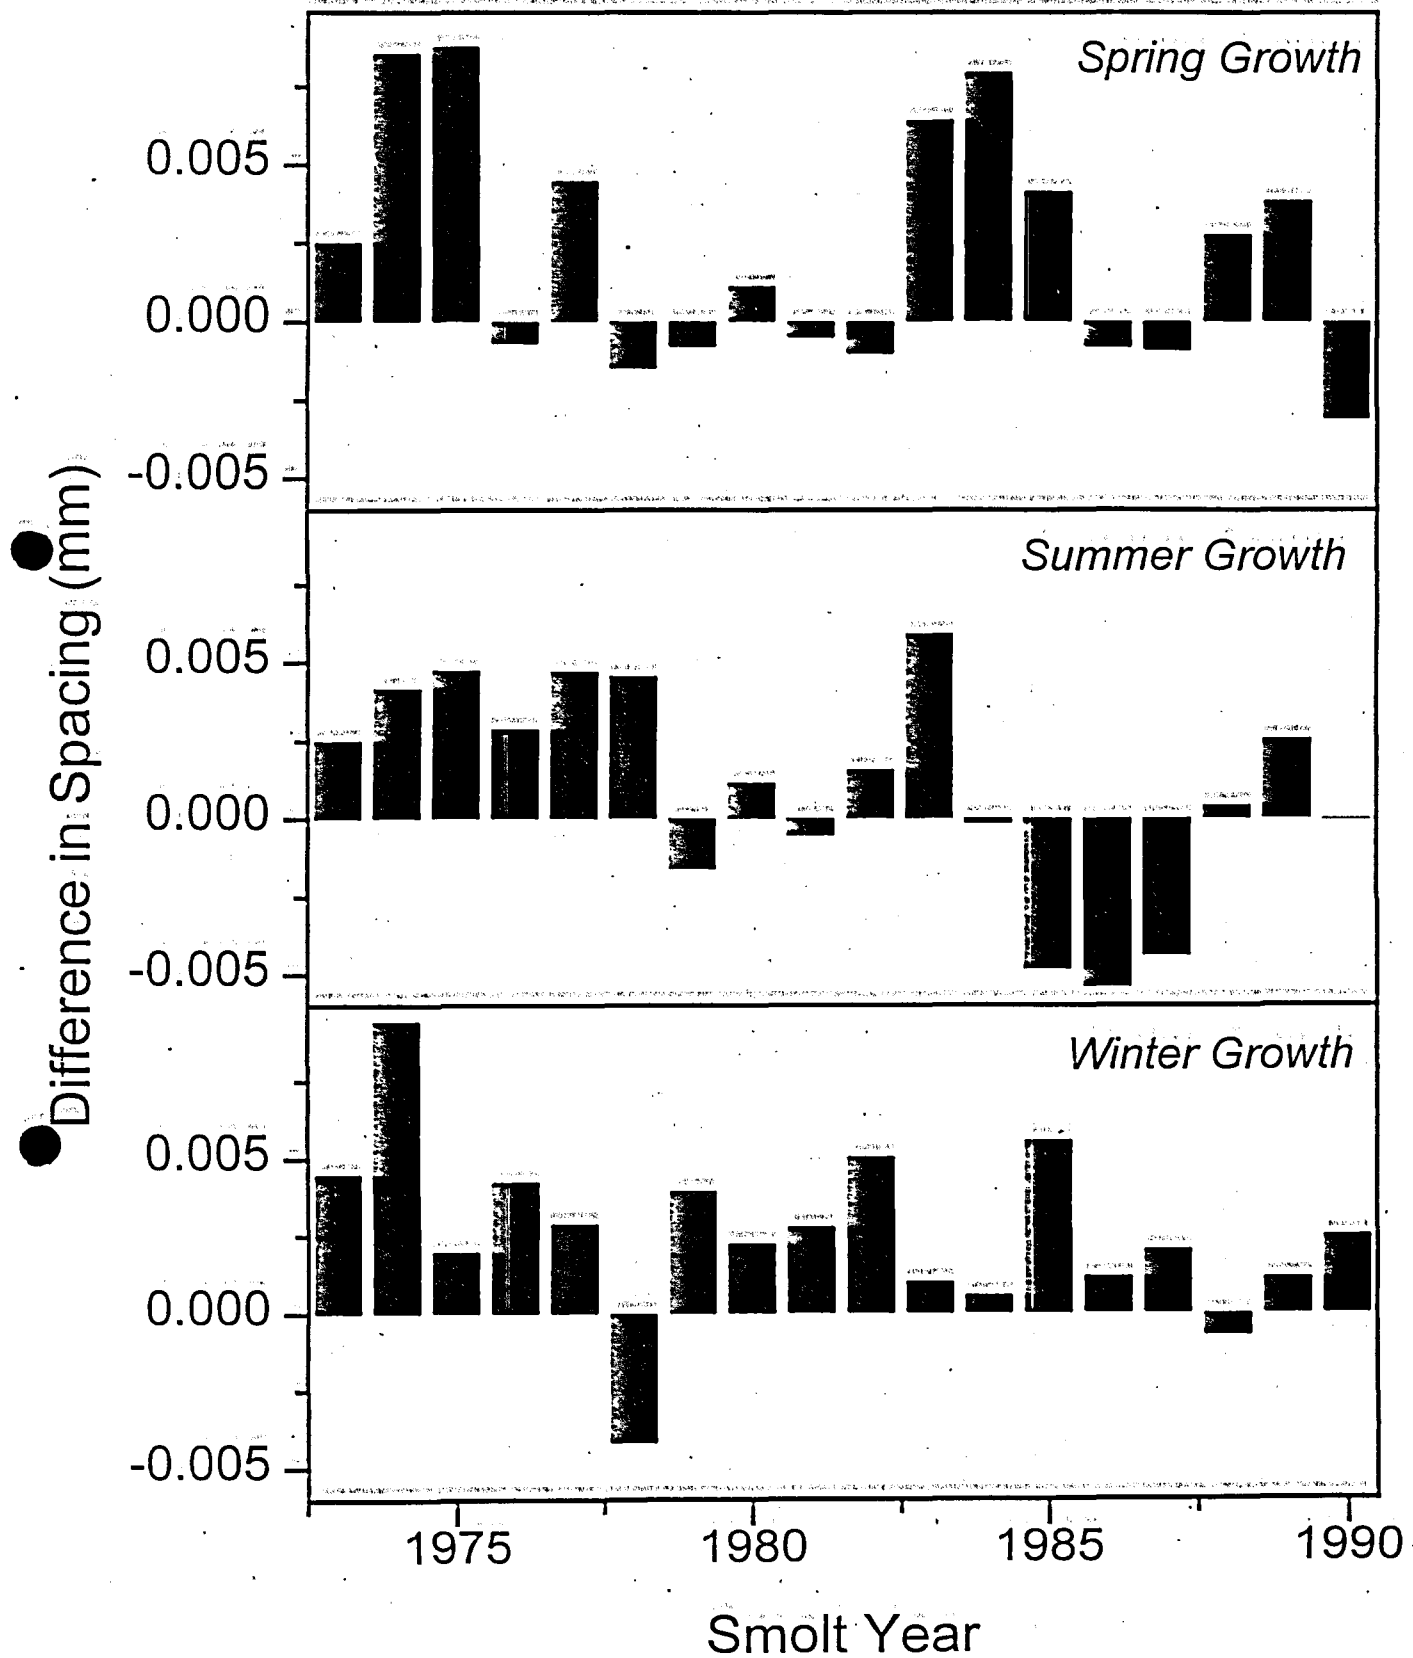 Spring Growth
0.005
0.000
-0.005
Summer Growth
0.005
0.000
-0.005
Winter Growth
0.005
0.000
-0.005
Difference in Spacing (mm)
1975 1980 1985 1990
Smolt Year